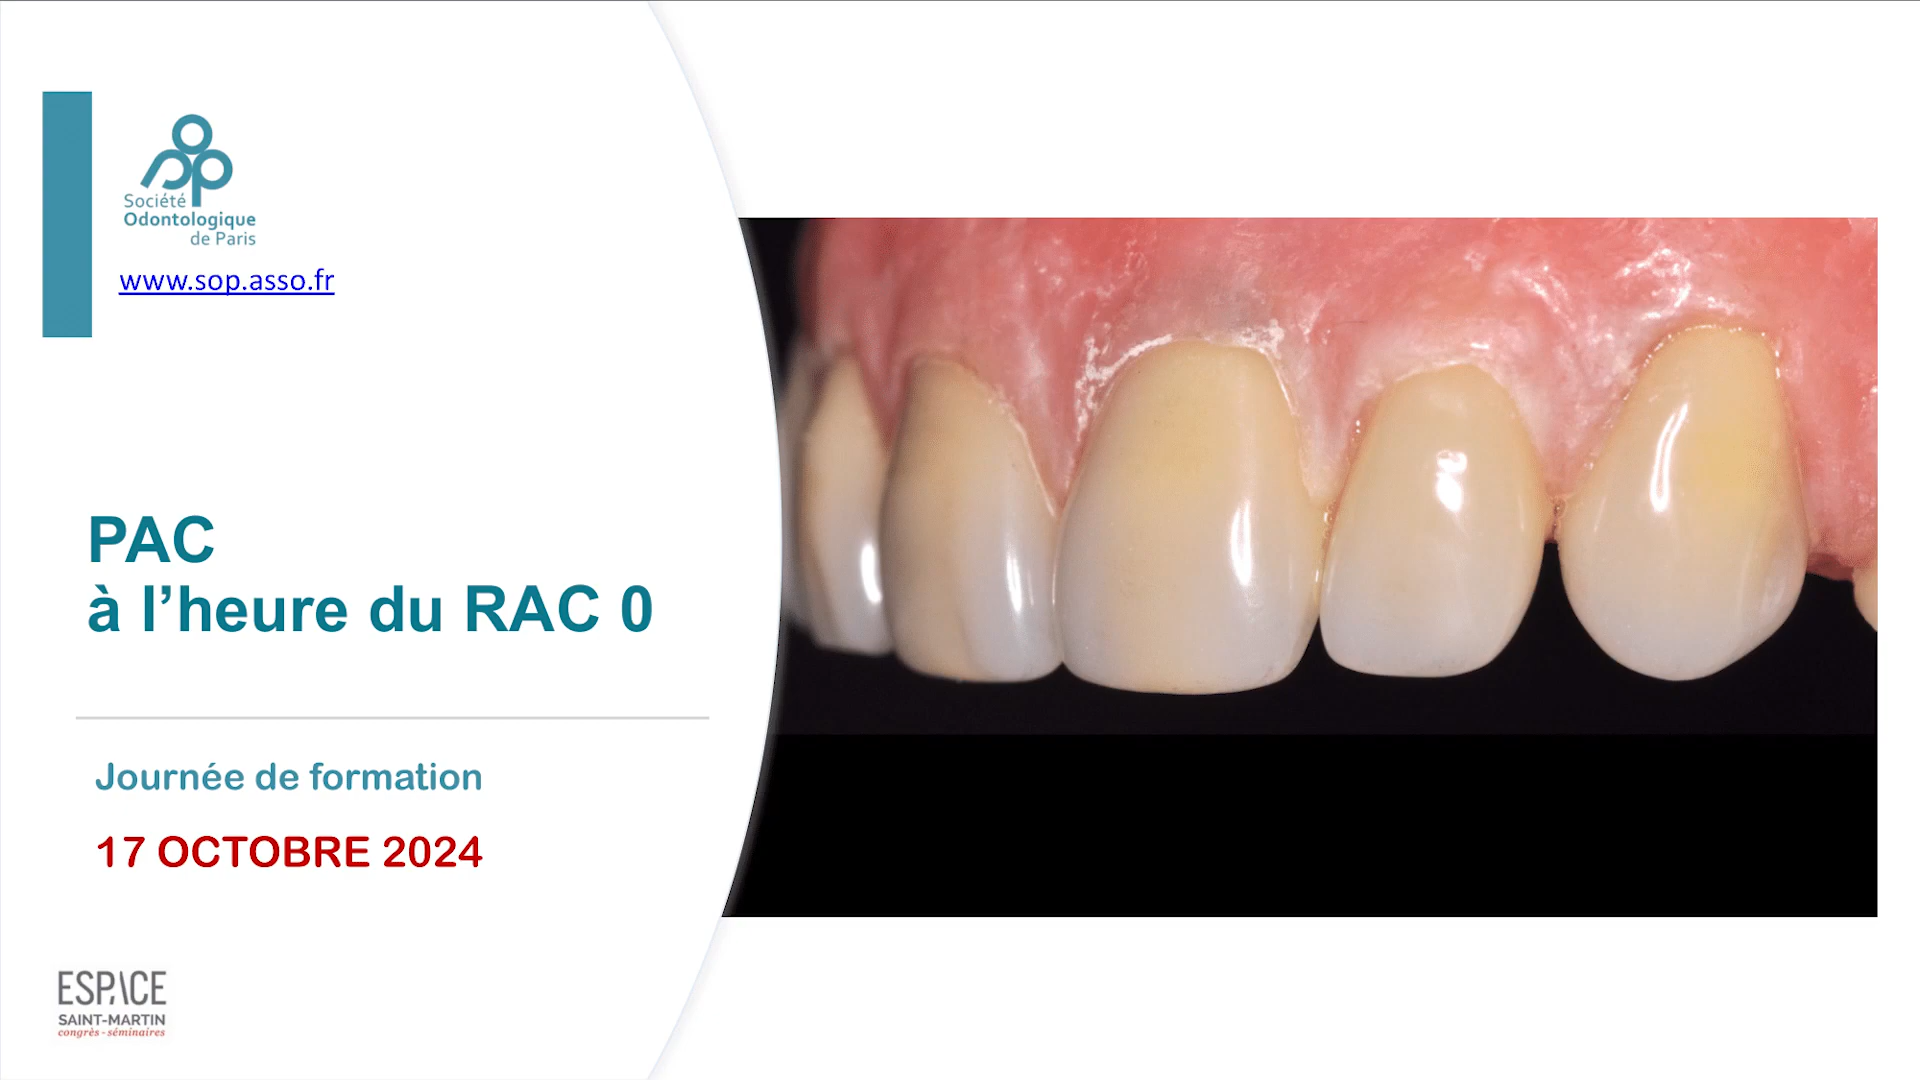 sop
Société
Odontologique
de Paris
www.sop.asso.fr
PAC
à l’heure du RAC 0
Journée de formation
17 OCTOBRE 2024
ESPACE
SAINT-MARTIN
congrès - séminaires